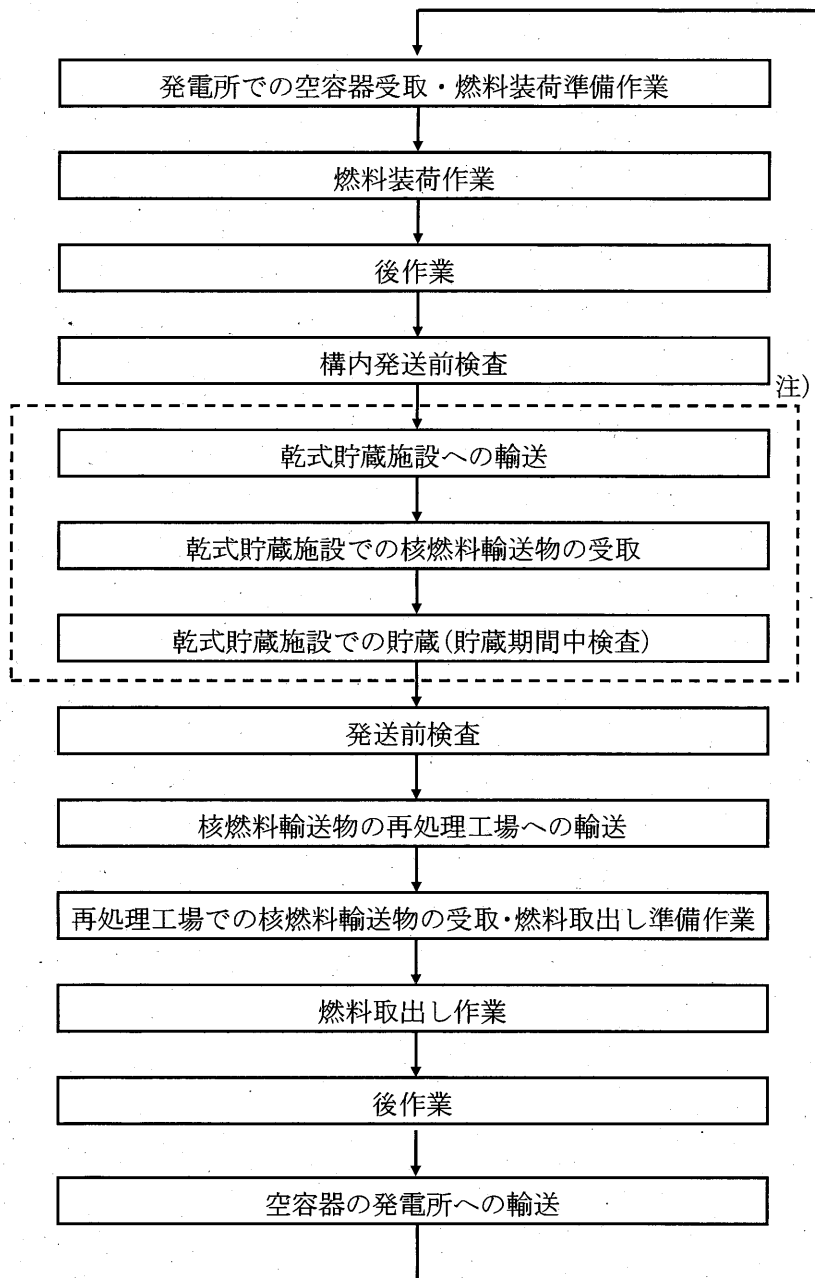 発電所での空容器受取・燃料装荷準備作業
燃料装荷作業
後作業
構内発送前検査
注)
乾式貯蔵施設への輸送
乾式貯蔵施設での核燃料輸送物の受取
乾式貯蔵施設での貯蔵(貯蔵期間中検査)
発送前検査
核燃料輸送物の再処理工場への輸送
再処理工場での核燃料輸送物の受取・燃料取出し準備作業
燃料取出し作業
後作業
空容器の発電所への輸送